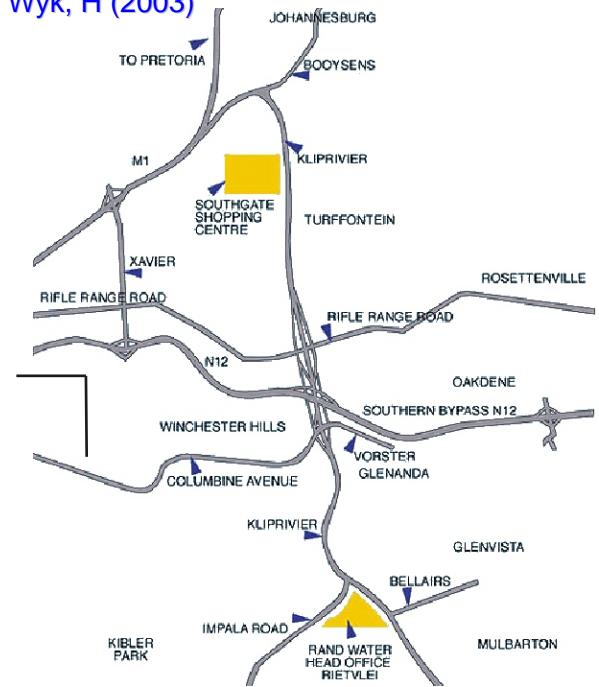 Wyk, H (2003)
JOHANNESBURG
TO PRETORIA
BOOYSENS
M1
KLIPRIVIER
SOUTHGATE
SHOPPING
CENTRE
TURFFONTEIN
XAVIER
ROSETTENVILLE
RIFLE RANGE ROAD
RIFLE RANGE ROAD
N12
OAKDENE
SOUTHERN BYPASS N12
WINCHESTER HILLS
VORSTER
GLENANDA
COLUMBINE AVENUE
KLIPRIVIER
GLENVISTA
BELLAIRS
IMPALA ROAD
KIBLER
PARK
RAND WATER
HEAD OFFICE
RIETVLEI
MULBARTON